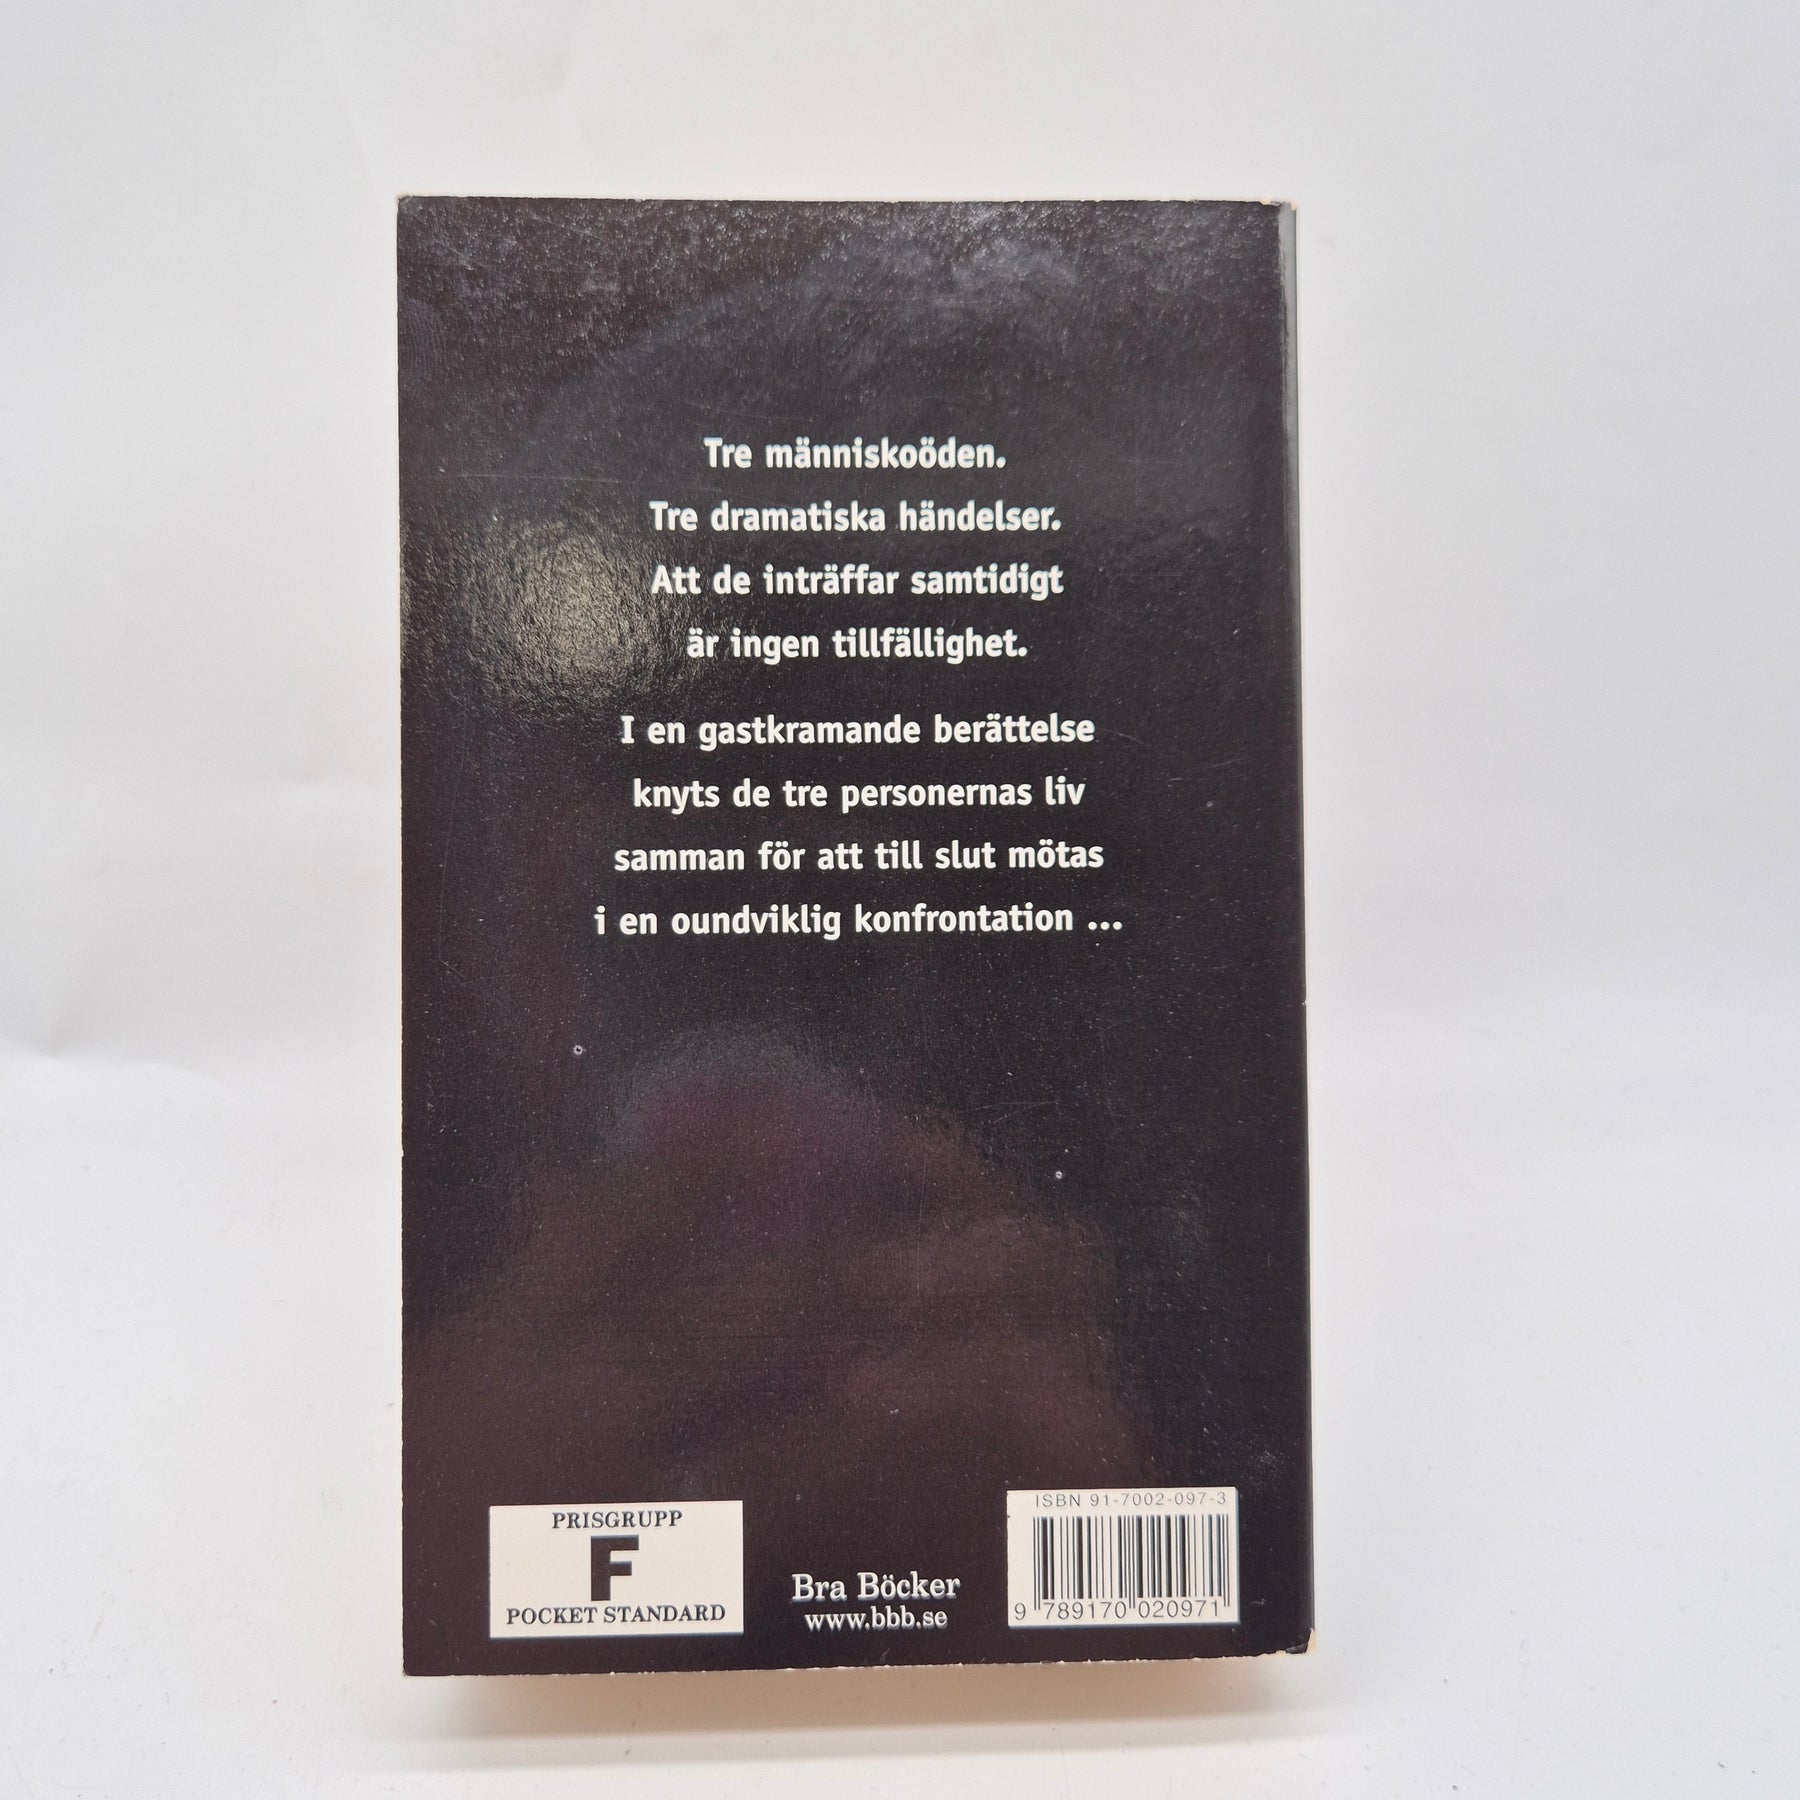 Tre människoöden.
Tre dramatiska händelser.
Att de inträffar samtidigt
är ingen tillfällighet.
I en gastkramande berättelse
knyts de tre personernas liv
samman för att till slut mötas
i en oundviklig konfrontation ...
PRISGRUPP
F
POCKET STANDARD
Bra Böcker
www.bbb.se
ISBN 91-7002-097-3
9 789170 020971